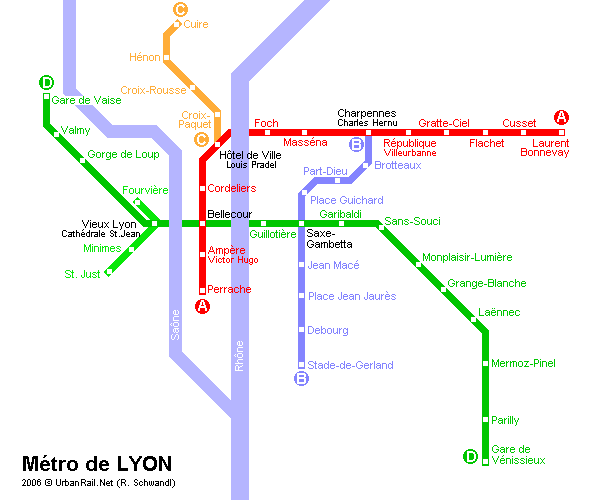 C
Cuire
Hénon
Croix-Rousse
Croix-
Paquet
C
D
Gare de Vaise
Valmy
Gorge de Loup
Fourvière
Vieux Lyon
Cathédrale St.Jean
Minimes
St. Just
Foch
Masséna
Charpennes
Charles Hernu
République
Villeurbanne
Gratte-Ciel
Flachet
Cusset
A
Laurent
Bonnevay
Hôtel de Ville
Louis Pradel
B
Brotteaux
Part-Dieu
Place Guichard
Cordeliers
Bellecour
Guillotière
Garibaldi
Saxe-
Gambetta
Sans-Souci
Ampère
Victor Hugo
Perrache
A
Jean Macé
Place Jean Jaurès
Debourg
Stade-de-Gerland
B
Monplaisir-Lumière
Grange-Blanche
Laënnec
Mermoz-Pinel
Parilly
D
Gare de
Vénissieux
Saône
Rhône
Métro de LYON
2006 © UrbanRail.Net (R. Schwandl)